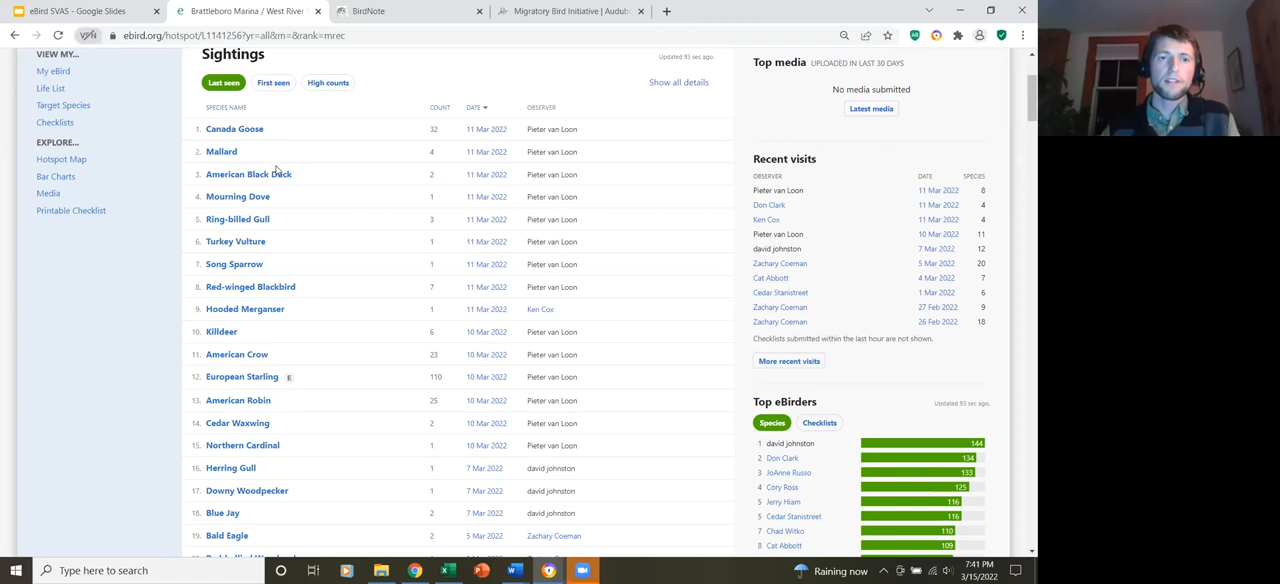 eBird SVAS - Google Slides
Brattleboro Marina / West River
BirdNote
Migratory Bird Initiative | Audub
VPN
ebird.org/hotspot/L1141256?yr=all&m=&rank=mrec
VIEW MY...
My eBird
Life List
Target Species
Checklists
EXPLORE...
Hotspot Map
Bar Charts
Media
Printable Checklist
Sightings
Updated 93 sec ago.
Last seen First seen High counts Show all details
SPECIES NAME COUNT DATE OBSERVER
1. Canada Goose 32 11 Mar 2022 Pieter van Loon
2. Mallard 4 11 Mar 2022 Pieter van Loon
3. American Black Duck 2 11 Mar 2022 Pieter van Loon
4. Mourning Dove 1 11 Mar 2022 Pieter van Loon
5. Ring-billed Gull 3 11 Mar 2022 Pieter van Loon
6. Turkey Vulture 1 11 Mar 2022 Pieter van Loon
7. Song Sparrow 1 11 Mar 2022 Pieter van Loon
8. Red-winged Blackbird 7 11 Mar 2022 Pieter van Loon
9. Hooded Merganser 1 11 Mar 2022 Ken Cox
10. Killdeer 6 10 Mar 2022 Pieter van Loon
11. American Crow 23 10 Mar 2022 Pieter van Loon
12. European Starling E 110 10 Mar 2022 Pieter van Loon
13. American Robin 25 10 Mar 2022 Pieter van Loon
14. Cedar Waxwing 2 10 Mar 2022 Pieter van Loon
15. Northern Cardinal 1 10 Mar 2022 Pieter van Loon
16. Herring Gull 1 7 Mar 2022 david johnston
17. Downy Woodpecker 1 7 Mar 2022 david johnston
18. Blue Jay 2 7 Mar 2022 david johnston
19. Bald Eagle 2 5 Mar 2022 Zachary Coeman
Top media UPLOADED IN LAST 30 DAYS
No media submitted
Latest media
Recent visits
OBSERVER DATE SPECIES
Pieter van Loon 11 Mar 2022 8
Don Clark 11 Mar 2022 4
Ken Cox 11 Mar 2022 4
Pieter van Loon 10 Mar 2022 11
david johnston 7 Mar 2022 12
Zachary Coeman 5 Mar 2022 20
Cat Abbott 4 Mar 2022 7
Cedar Stanistreet 1 Mar 2022 6
Zachary Coeman 27 Feb 2022 9
Zachary Coeman 26 Feb 2022 18
Checklists submitted within the last hour are not shown.
More recent visits
Top eBirders Updated 93 sec ago.
Species Checklists
1 david johnston 144
2 Don Clark 134
3 JoAnne Russo 133
4 Cory Ross 125
5 Jerry Hiam 116
5 Cedar Stanistreet 116
7 Chad Witko 110
8 Cat Abbott 109
Type here to search
Raining now
7:41 PM
3/15/2022